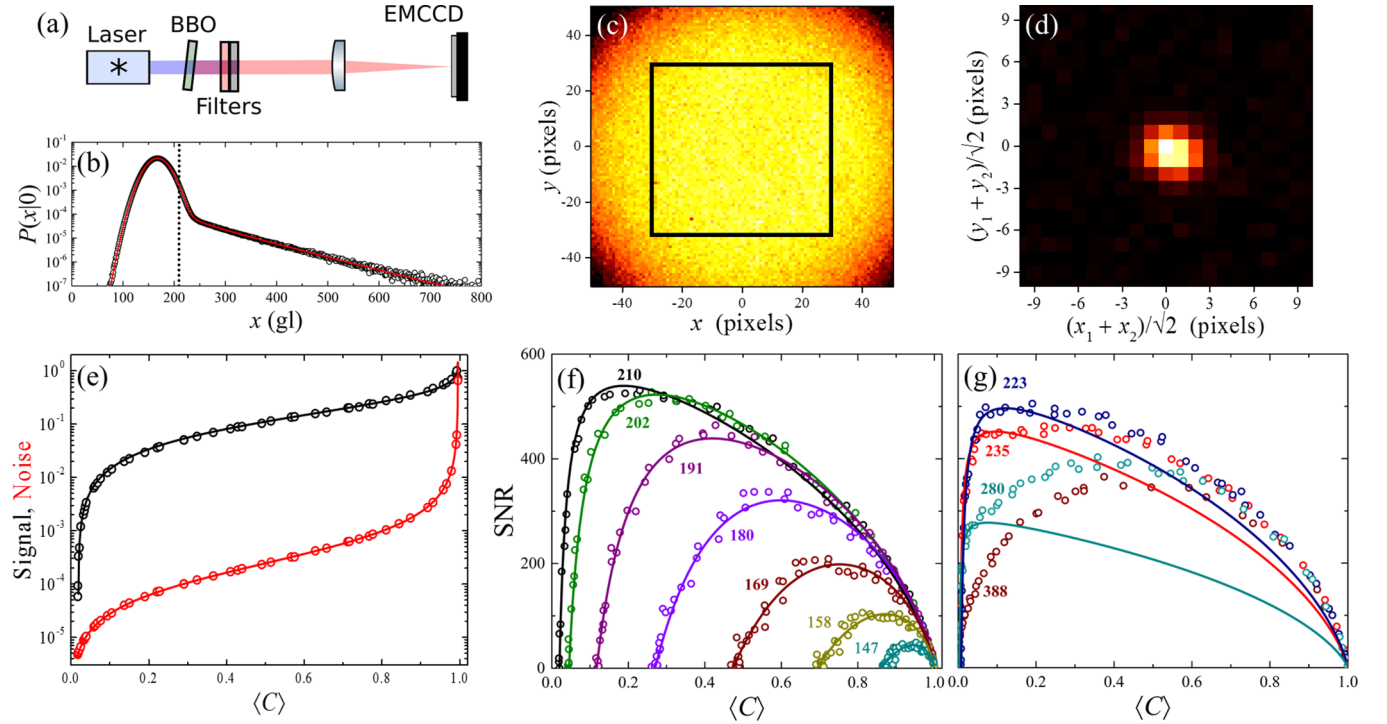 (a)
Laser
*
BBO
Filters
EMCCD
(b)
P(x|0)
10⁻¹
10⁻²
10⁻³
10⁻⁴
10⁻⁵
10⁻⁶
10⁻⁷
0 100 200 300 400 500 600 700 800
x (gl)
(c)
y (pixels)
40
20
0
-20
-40
-40 -20 0 20 40
x (pixels)
(d)
(y₁ + y₂)/√2 (pixels)
9
6
3
0
-3
-6
-9
-9 -6 -3 0 3 6 9
(x₁ + x₂)/√2 (pixels)
(e)
Signal, Noise
10⁰
10⁻¹
10⁻²
10⁻³
10⁻⁴
10⁻⁵
0.0 0.2 0.4 0.6 0.8 1.0
⟨C⟩
(f)
SNR
600
400
200
0
210
202
191
180
169
158
147
0.0 0.2 0.4 0.6 0.8 1.0
⟨C⟩
(g)
223
235
280
388
0.0 0.2 0.4 0.6 0.8 1.0
⟨C⟩